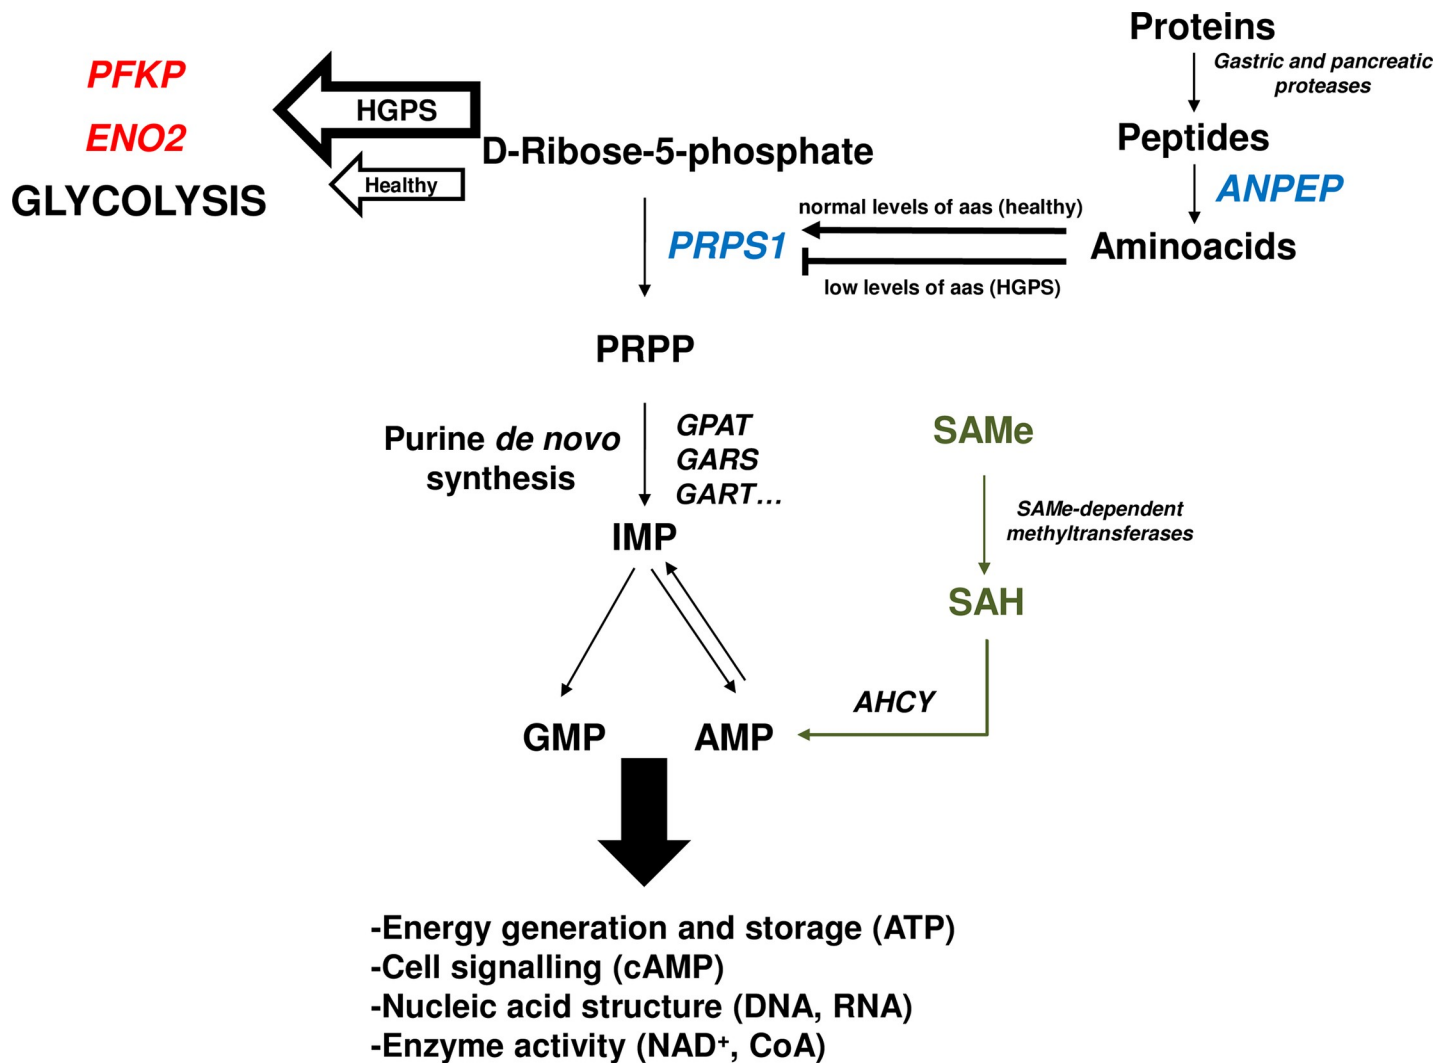 Proteins
Gastric and pancreatic
proteases
Peptides
ANPEP
Aminoacids
PFKP
ENO2
GLYCOLYSIS
HGPS
Healthy
D-Ribose-5-phosphate
normal levels of aas (healthy)
PRPS1
low levels of aas (HGPS)
PRPP
Purine de novo
synthesis
GPAT
GARS
GART…
IMP
SAMe
SAMe-dependent
methyltransferases
SAH
AHCY
GMP
AMP
-Energy generation and storage (ATP)
-Cell signalling (cAMP)
-Nucleic acid structure (DNA, RNA)
-Enzyme activity (NAD⁺, CoA)